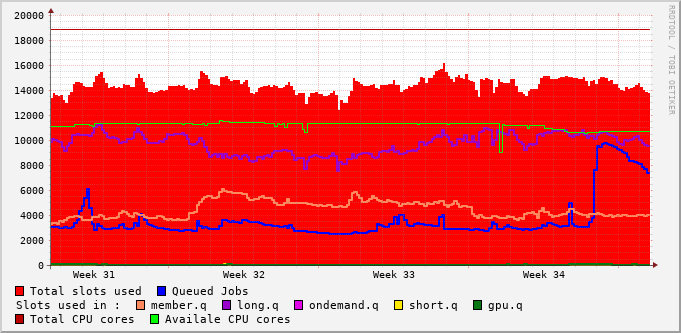 20000
18000
16000
14000
12000
10000
8000
6000
4000
2000
0
Week 31 Week 32 Week 33 Week 34
RRDTOOL / TOBI OETIKER
Total slots used Queued Jobs
Slots used in : member.q long.q ondemand.q short.q gpu.q
Total CPU cores Availale CPU cores